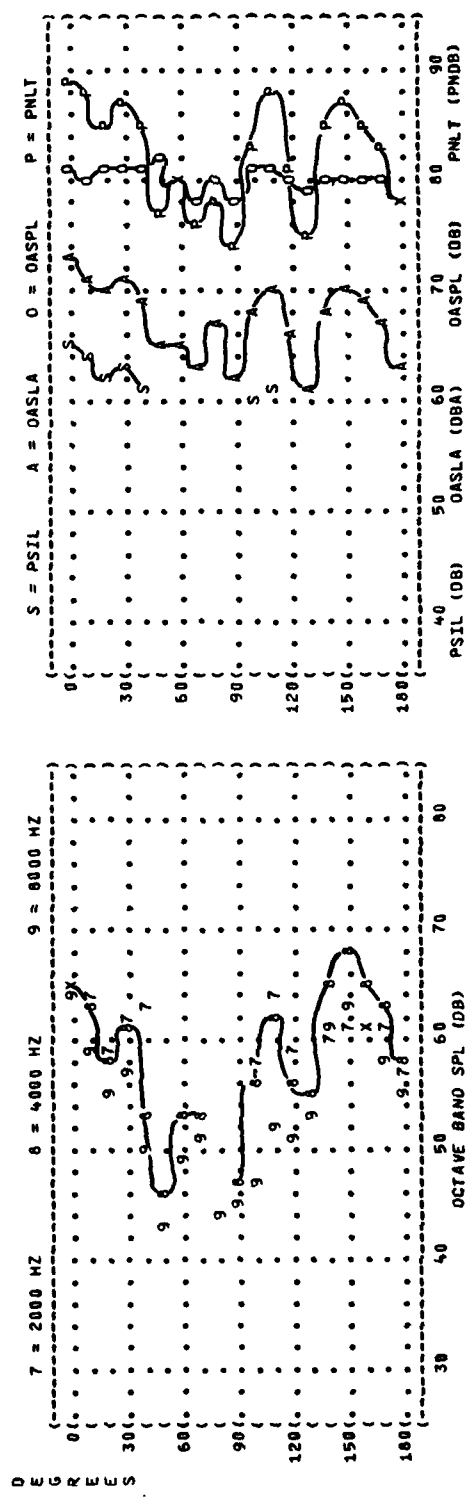 7 = 2000 HZ 8 = 4000 HZ 9 = 8000 HZ
DEGREES
0
30
60
90
120
150
180
30 40 50 60 70 80
OCTAVE BAND SPL (DB)
S = PSIL A = OASLA O = OASPL P = PNLT
0
30
60
90
120
150
180
40 50 60 70 80 90
PSIL (DB) OASLA (DBA) OASPL (DB) PNLT (PNDB)